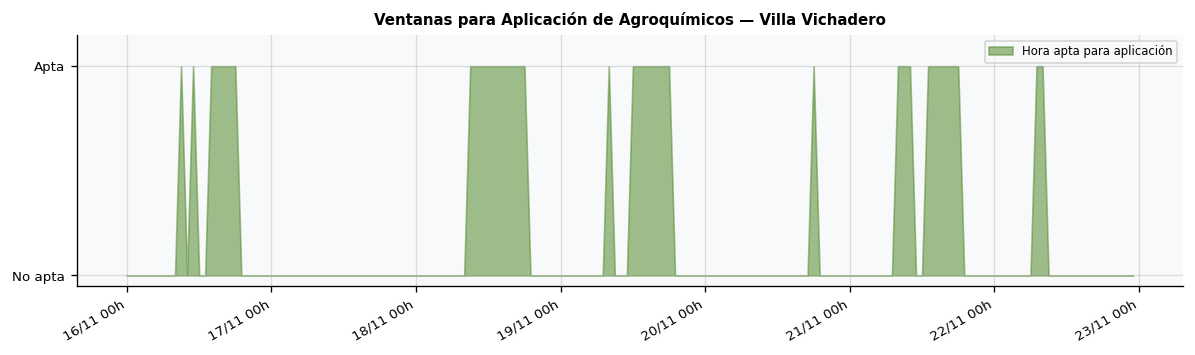 Ventanas para Aplicación de Agroquímicos — Villa Vichadero
Hora apta para aplicación
Apta
No apta
16/11 00h
17/11 00h
18/11 00h
19/11 00h
20/11 00h
21/11 00h
22/11 00h
23/11 00h